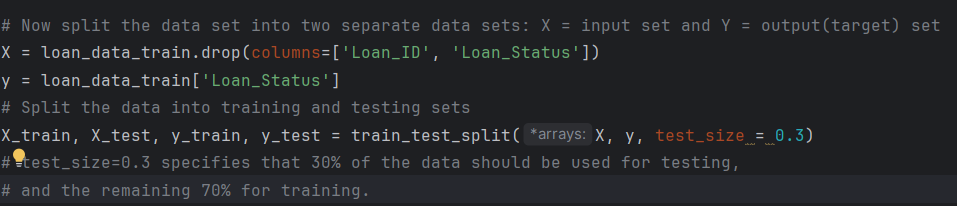 # Now split the data set into two separate data sets: X = input set and Y = output(target) set
X = loan_data_train.drop(columns=['Loan_ID', 'Loan_Status'])
y = loan_data_train['Loan_Status']
# Split the data into training and testing sets
X_train, X_test, y_train, y_test = train_test_split( *arrays: X, y, test_size = 0.3)
# test_size=0.3 specifies that 30% of the data should be used for testing,
# and the remaining 70% for training.